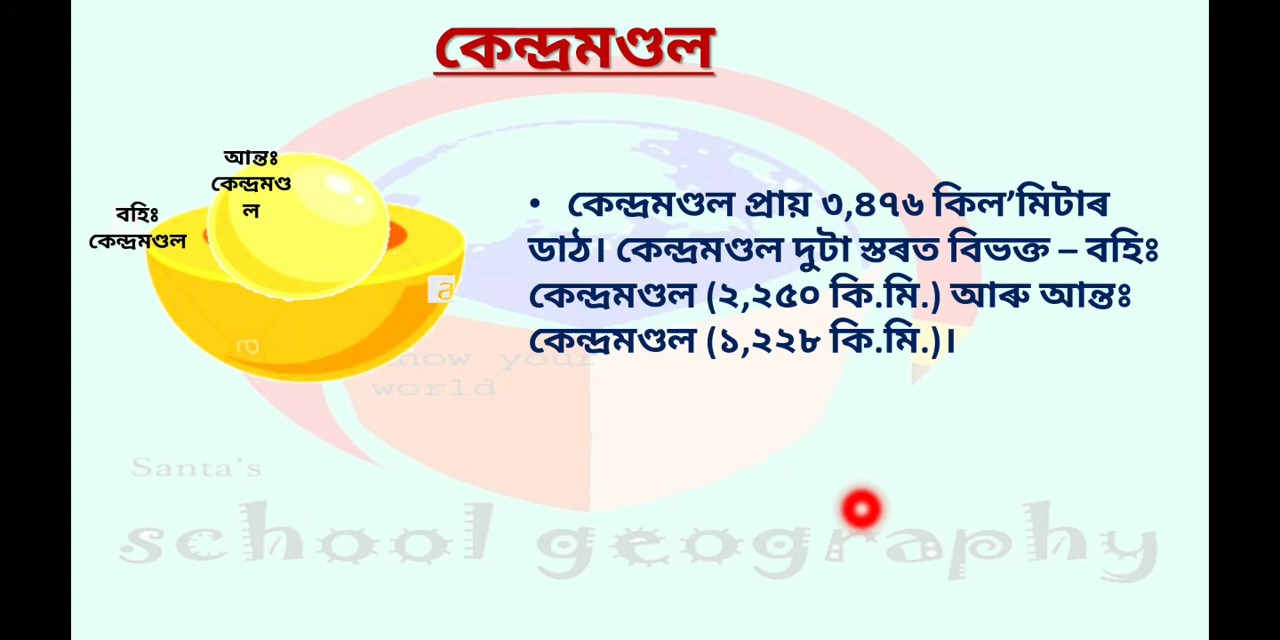 কেন্দ্ৰমণ্ডল
আন্তঃ
কেন্দ্ৰমণ্ড
ল
বহিঃ
কেন্দ্ৰমণ্ডল
• কেন্দ্ৰমণ্ডল প্ৰায় ৩,৪৭৬ কিল’মিটাৰ
ডাঠ। কেন্দ্ৰমণ্ডল দুটা স্তৰত বিভক্ত – বহিঃ
কেন্দ্ৰমণ্ডল (২,২৫০ কি.মি.) আৰু আন্তঃ
কেন্দ্ৰমণ্ডল (১,২২৮ কি.মি.)।
a
a
know your
world
Santa's
school geography